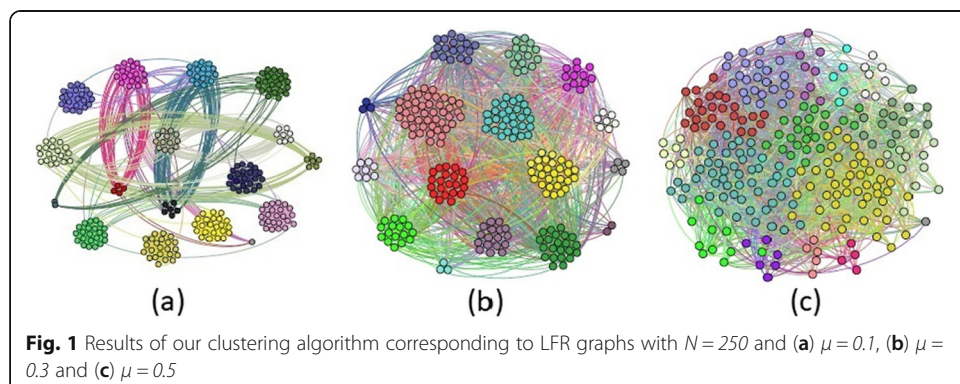 (a) (b) (c)
Fig. 1 Results of our clustering algorithm corresponding to LFR graphs with N = 250 and (a) μ = 0.1, (b) μ =
0.3 and (c) μ = 0.5